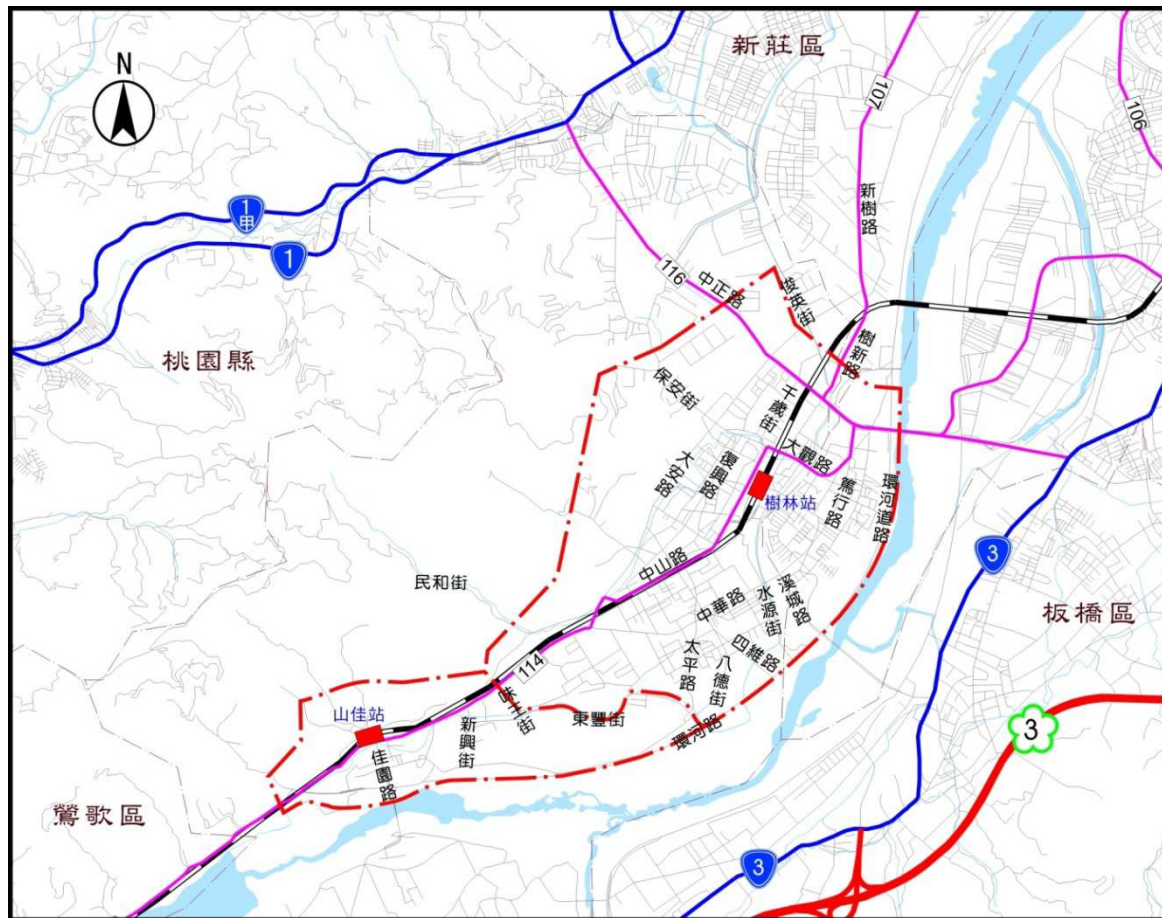 新莊區
N
107
106
1甲
新樹路
1
116
中正路
俊英街
桃園縣
樹新路
保安街
千歲街
大觀路
復興路
大安路
樹林站
篤行路
環河道路
3
民和街
中山路
溪城路
水源街
中華路
板橋區
四維路
太平路
八德街
114
味王街
山佳站
東豐街
環河路
新興街
3
佳園路
鶯歌區
3